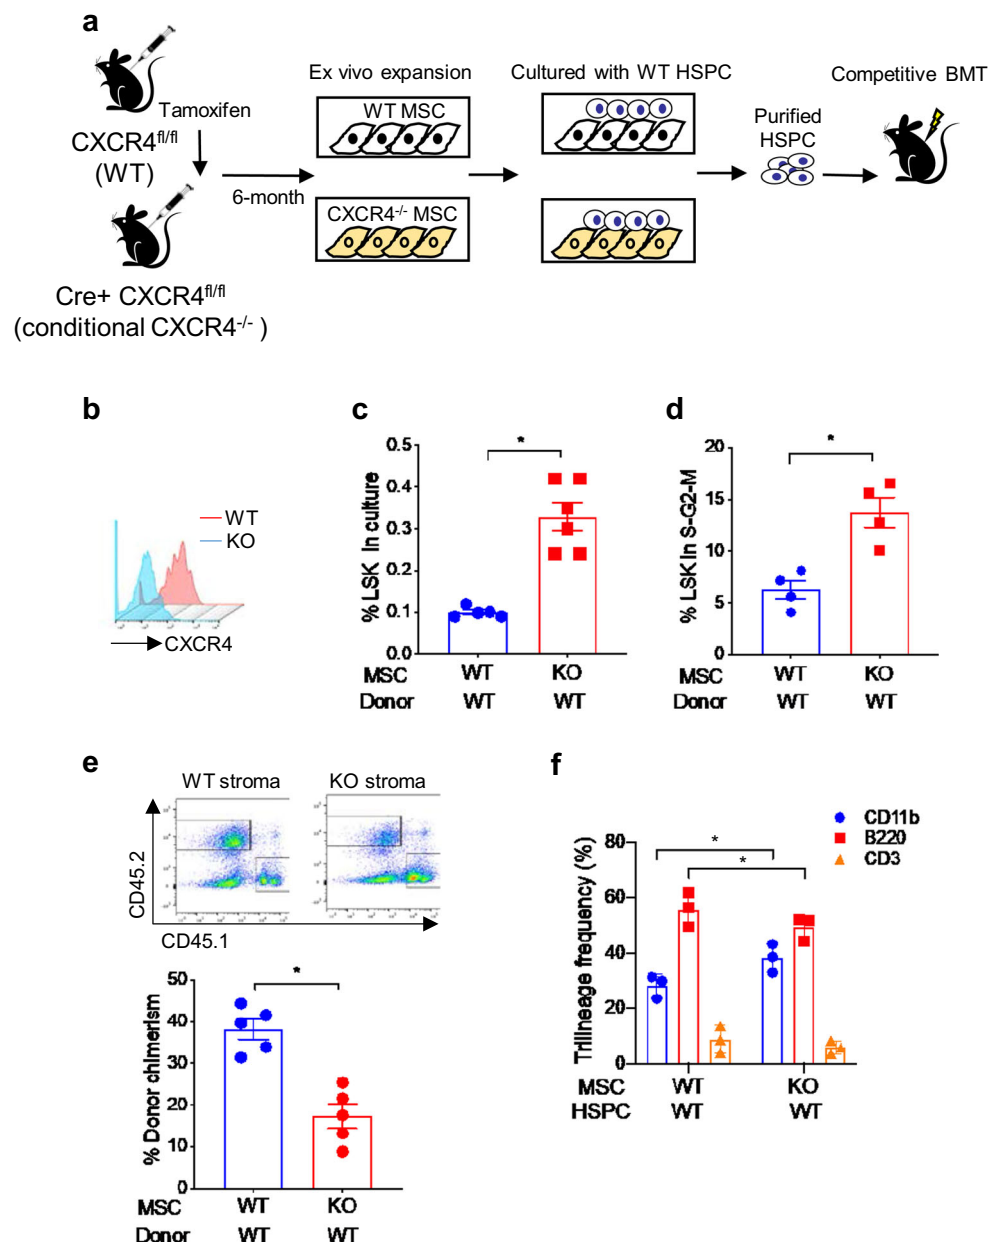 a
Tamoxifen
CXCR4fl/fl
(WT)
6-month
Cre+ CXCR4fl/fl
(conditional CXCR4-/- )
Ex vivo expansion
WT MSC
CXCR4-/- MSC
Cultured with WT HSPC
Purified
HSPC
Competitive BMT
b
WT
KO
CXCR4
c
% LSK in culture
0.5
0.4
0.3
0.2
0.1
0.0
*
MSC WT KO
Donor WT WT
d
% LSK in S-G2-M
20
15
10
5
0
*
MSC WT KO
Donor WT WT
e
WT stroma KO stroma
CD45.2
CD45.1
% Donor chimerism
50
40
30
20
10
0
*
MSC WT KO
Donor WT WT
f
CD11b
B220
CD3
Trilineage frequency (%)
80
60
40
20
0
*
*
MSC WT KO
HSPC WT WT